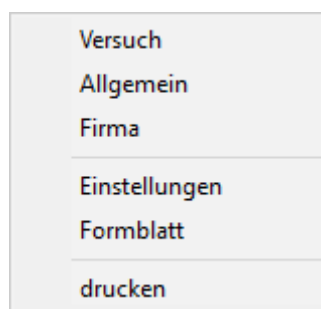 Versuch
Allgemein
Firma
Einstellungen
Formblatt
drucken